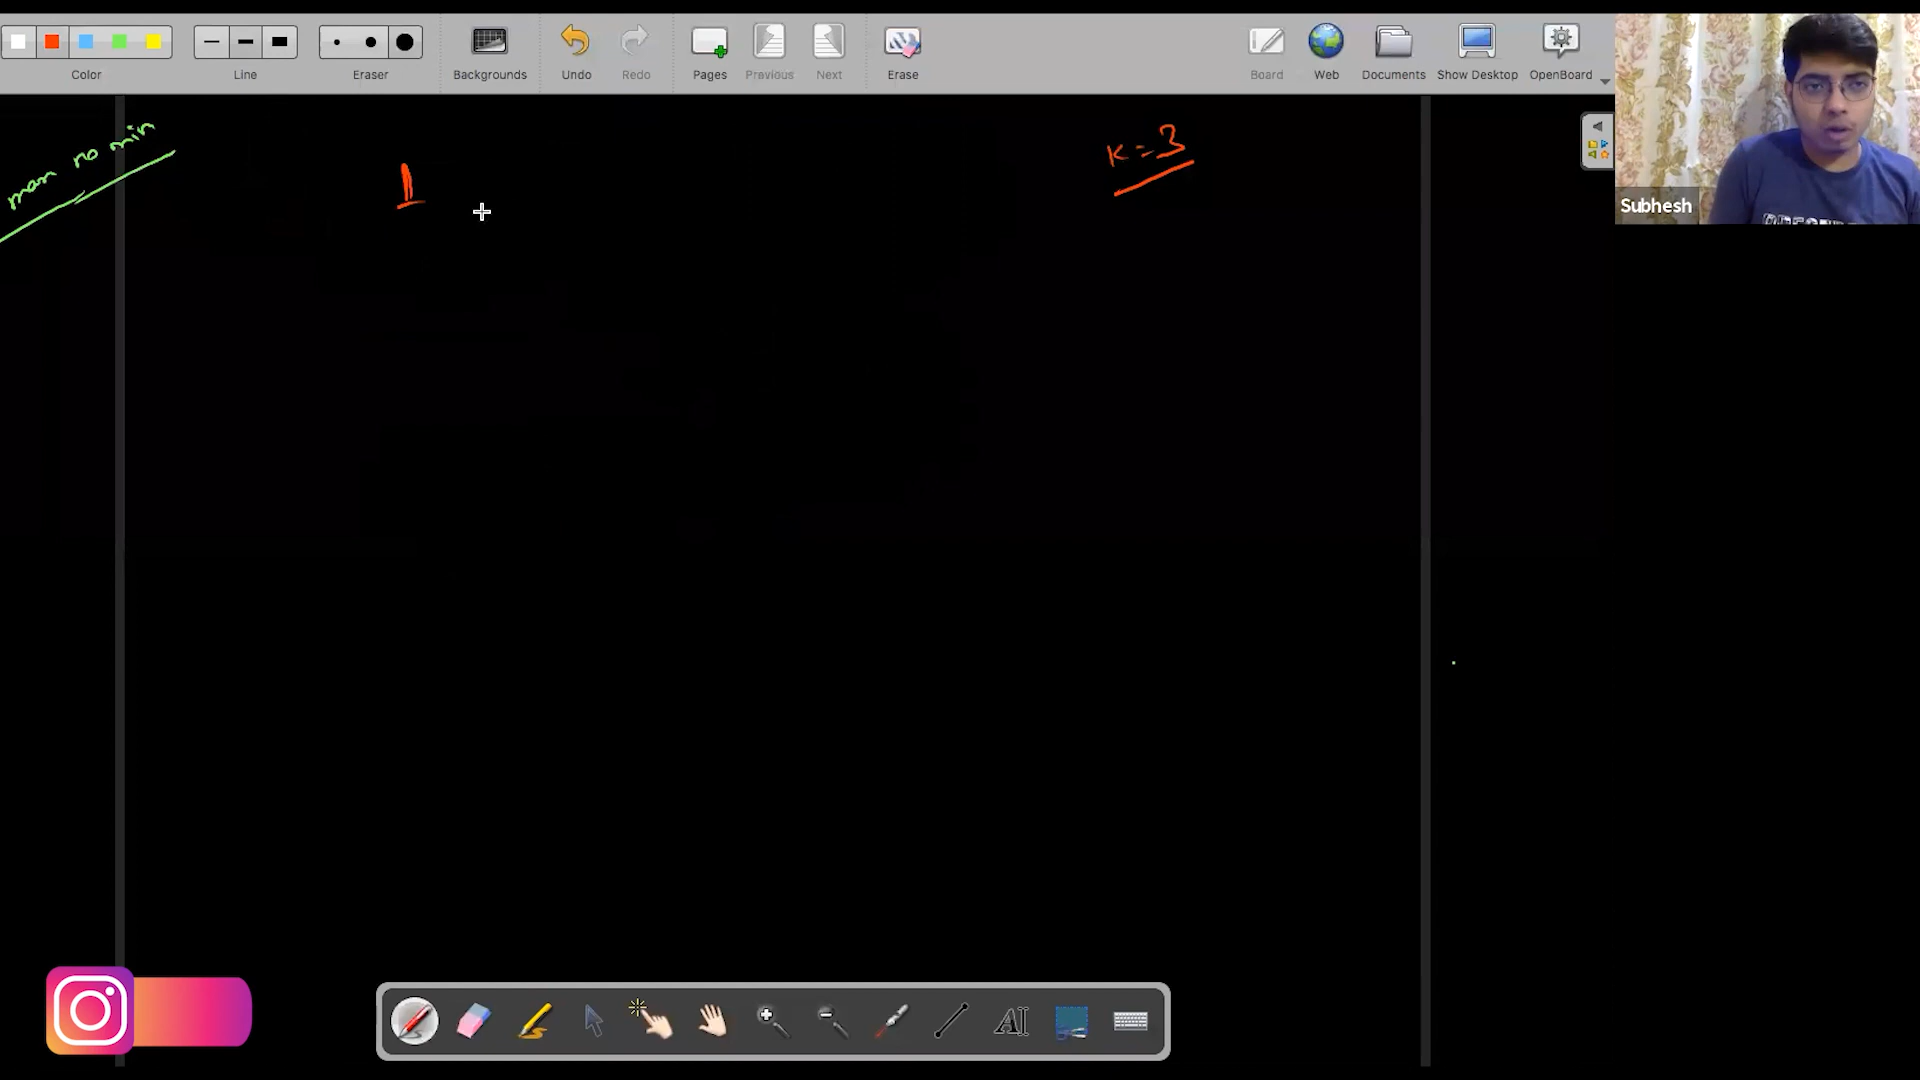 Color
Line
Eraser
Backgrounds
Undo
Redo
Pages
Previous
Next
Erase
Board
Web
Documents
Show Desktop
OpenBoard
no min
1
K=3
Subhesh
AI